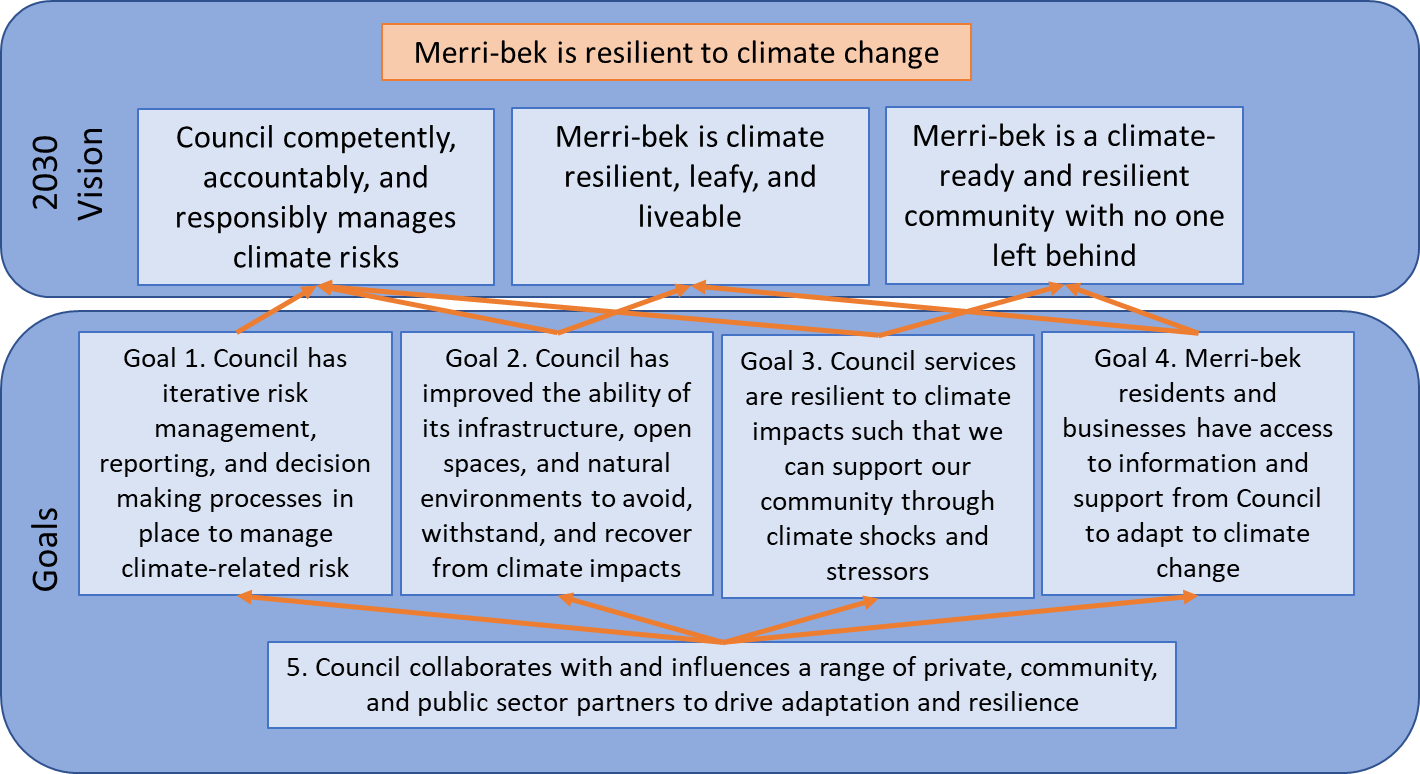 Merri-bek is resilient to climate change
2030
Vision
Council competently,
accountably, and
responsibly manages
climate risks
Merri-bek is climate
resilient, leafy, and
liveable
Merri-bek is a climate-
ready and resilient
community with no one
left behind
Goals
Goal 1. Council has
iterative risk
management,
reporting, and decision
making processes in
place to manage
climate-related risk
Goal 2. Council has
improved the ability of
its infrastructure, open
spaces, and natural
environments to avoid,
withstand, and recover
from climate impacts
Goal 3. Council services
are resilient to climate
impacts such that we
can support our
community through
climate shocks and
stressors
Goal 4. Merri-bek
residents and
businesses have access
to information and
support from Council
to adapt to climate
change
5. Council collaborates with and influences a range of private, community,
and public sector partners to drive adaptation and resilience